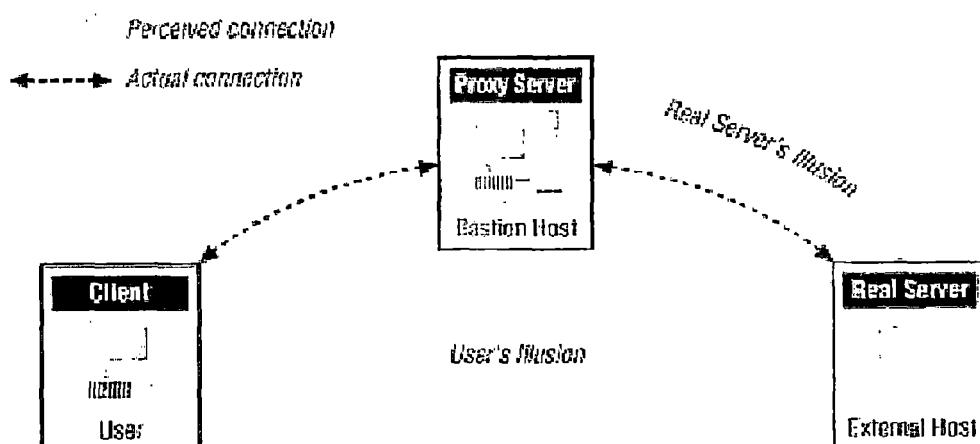 Perceived connection
Actual connection
Proxy Server
Bastion Host
Real Server's Illusion
Client
User
User's Illusion
Real Server
External Host